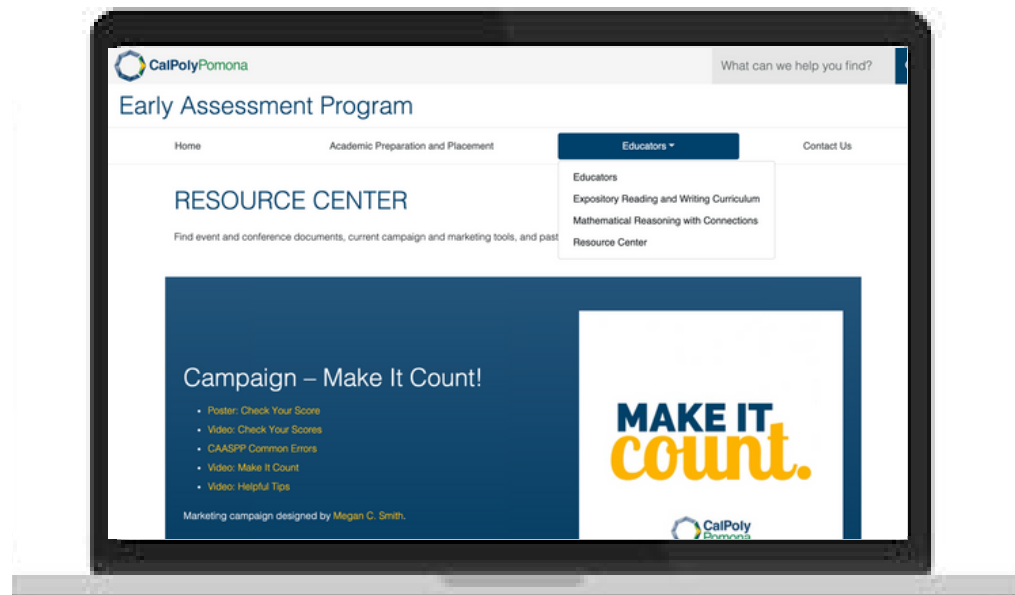 CalPolyPomona
What can we help you find?
Early Assessment Program
Home
Academic Preparation and Placement
Educators
Contact Us
Educators
Expository Reading and Writing Curriculum
Mathematical Reasoning with Connections
Resource Center
RESOURCE CENTER
Find event and conference documents, current campaign and marketing tools, and past
Campaign – Make It Count!
• Poster: Check Your Score
• Video: Check Your Scores
• CAASPP Common Errors
• Video: Make It Count
• Video: Helpful Tips
Marketing campaign designed by Megan C. Smith.
MAKE IT
count.
CalPoly
Pomona